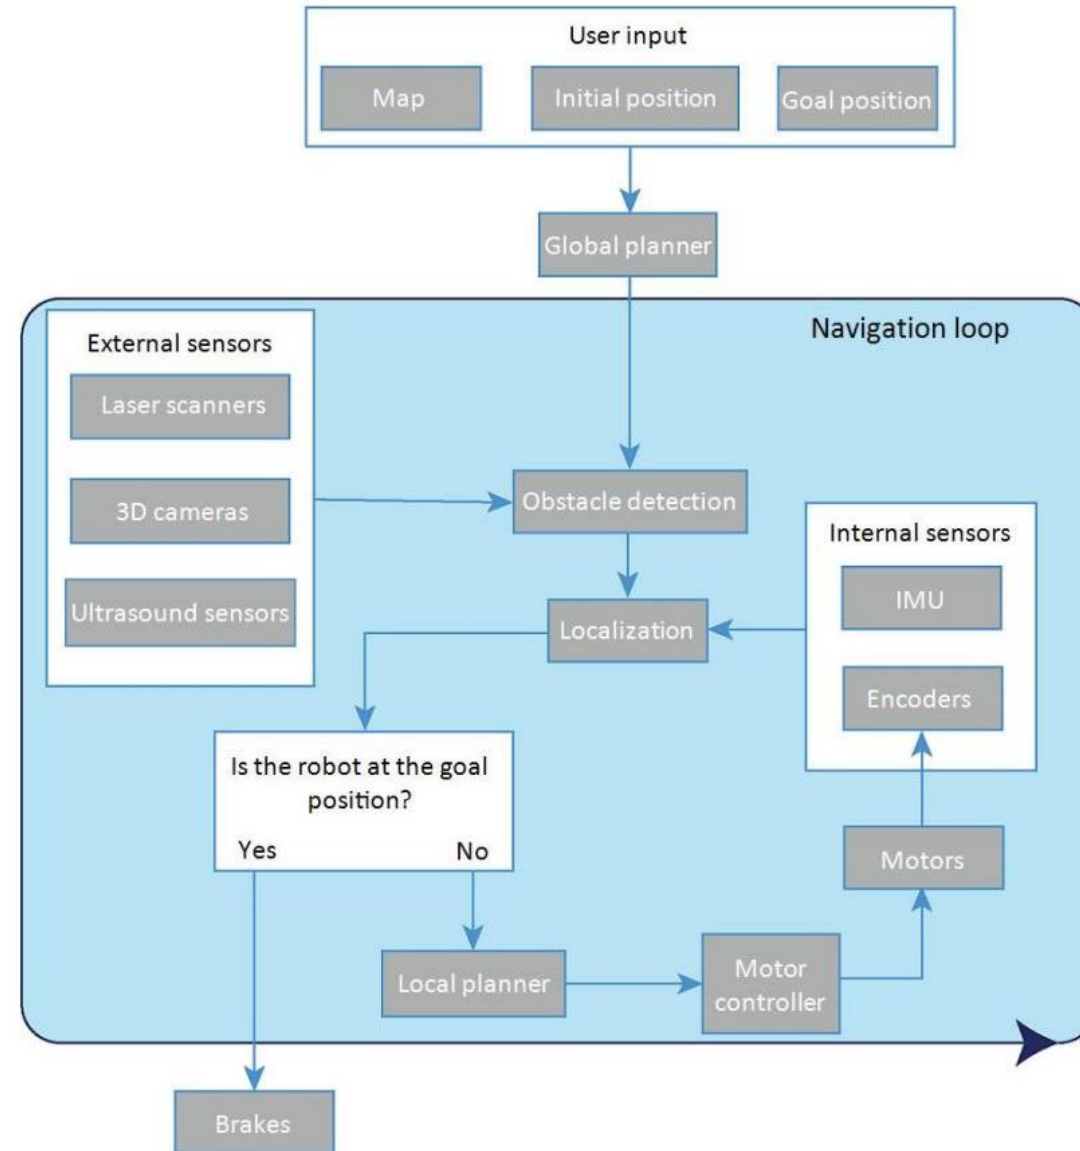 User input
Map
Initial position
Goal position
Global planner
Navigation loop
External sensors
Laser scanners
3D cameras
Ultrasound sensors
Obstacle detection
Localization
Internal sensors
IMU
Encoders
Is the robot at the goal
position?
Yes
No
Motors
Local planner
Motor
controller
Brakes